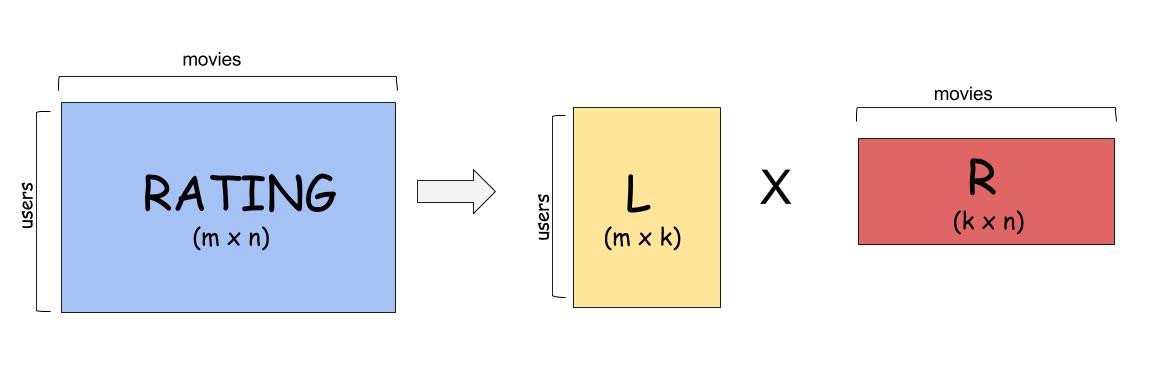 movies
users
RATING
(m x n)
users
L
(m x k)
X
movies
R
(k x n)